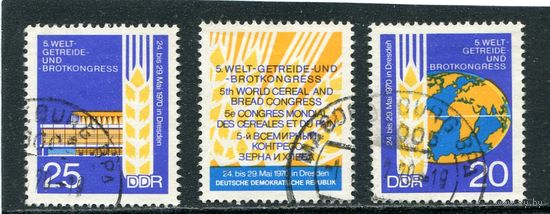 5. WELT-
GETREIDE-
UND
BROTKONGRESS
24. bis 29. Mai 1970 in Dresden
25 DDR
5. WELT-GETREIDE-UND
-BROTKONGRESS
5th WORLD CEREAL AND
BREAD CONGRESS
5e CONGRES MONDIAL
DES CEREALES ET DU PAIN
5-й ВСЕМИРНЫЙ
КОНГРЕСС
ЗЕРНА И ХЛЕБА
24. bis 29. Mai 1970 in Dresden
DEUTSCHE DEMOKRATISCHE REPUBLIK
5. WELT-
GETREIDE-UND
BROTKONGRESS
24. bis 29. Mai 1970 in Dresden
DDR 20